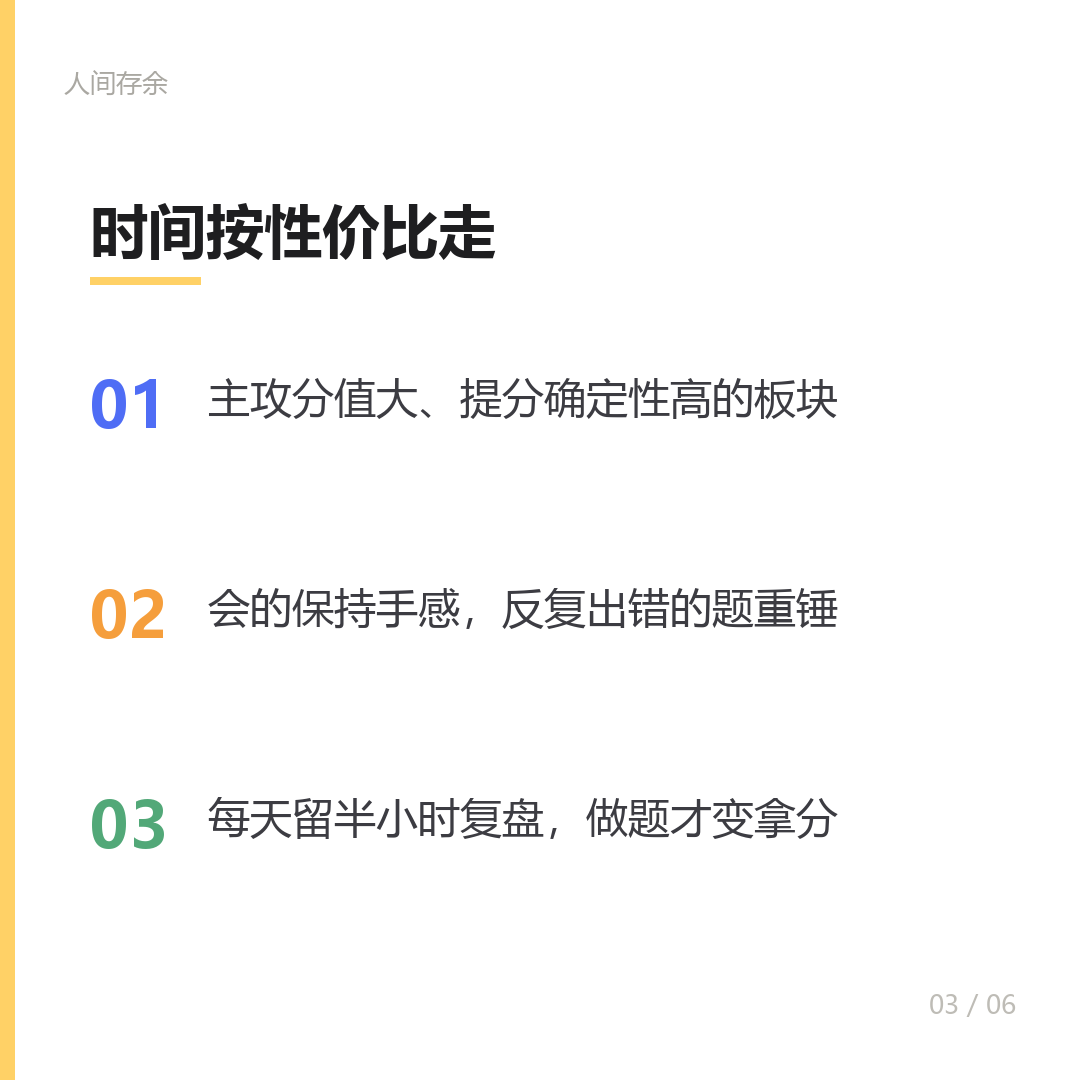 人间存余
时间按性价比走
01 主攻分值大、提分确定性高的板块
02 会的保持手感，反复出错的题重锤
03 每天留半小时复盘，做题才变拿分
03 / 06